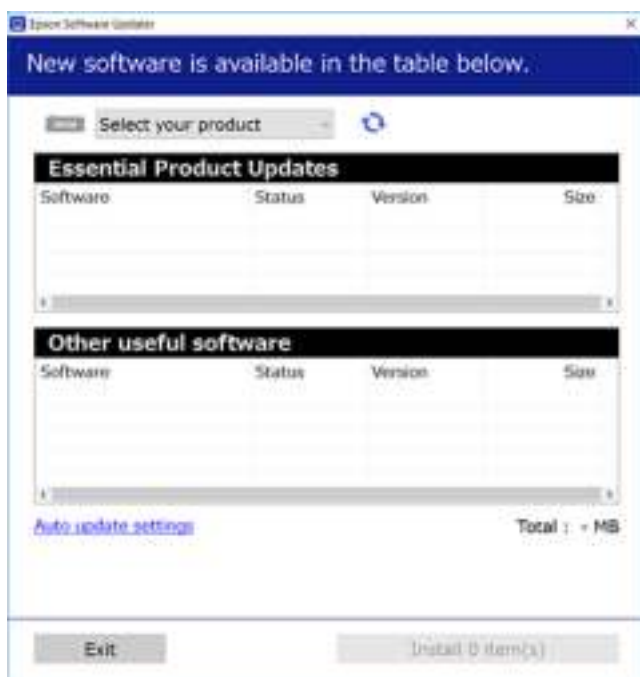 Epson Software Updater
New software is available in the table below.
Select your product
Essential Product Updates
Software Status Version Size
Other useful software
Software Status Version Size
Auto update settings Total : - MB
Exit Install 0 item(s)